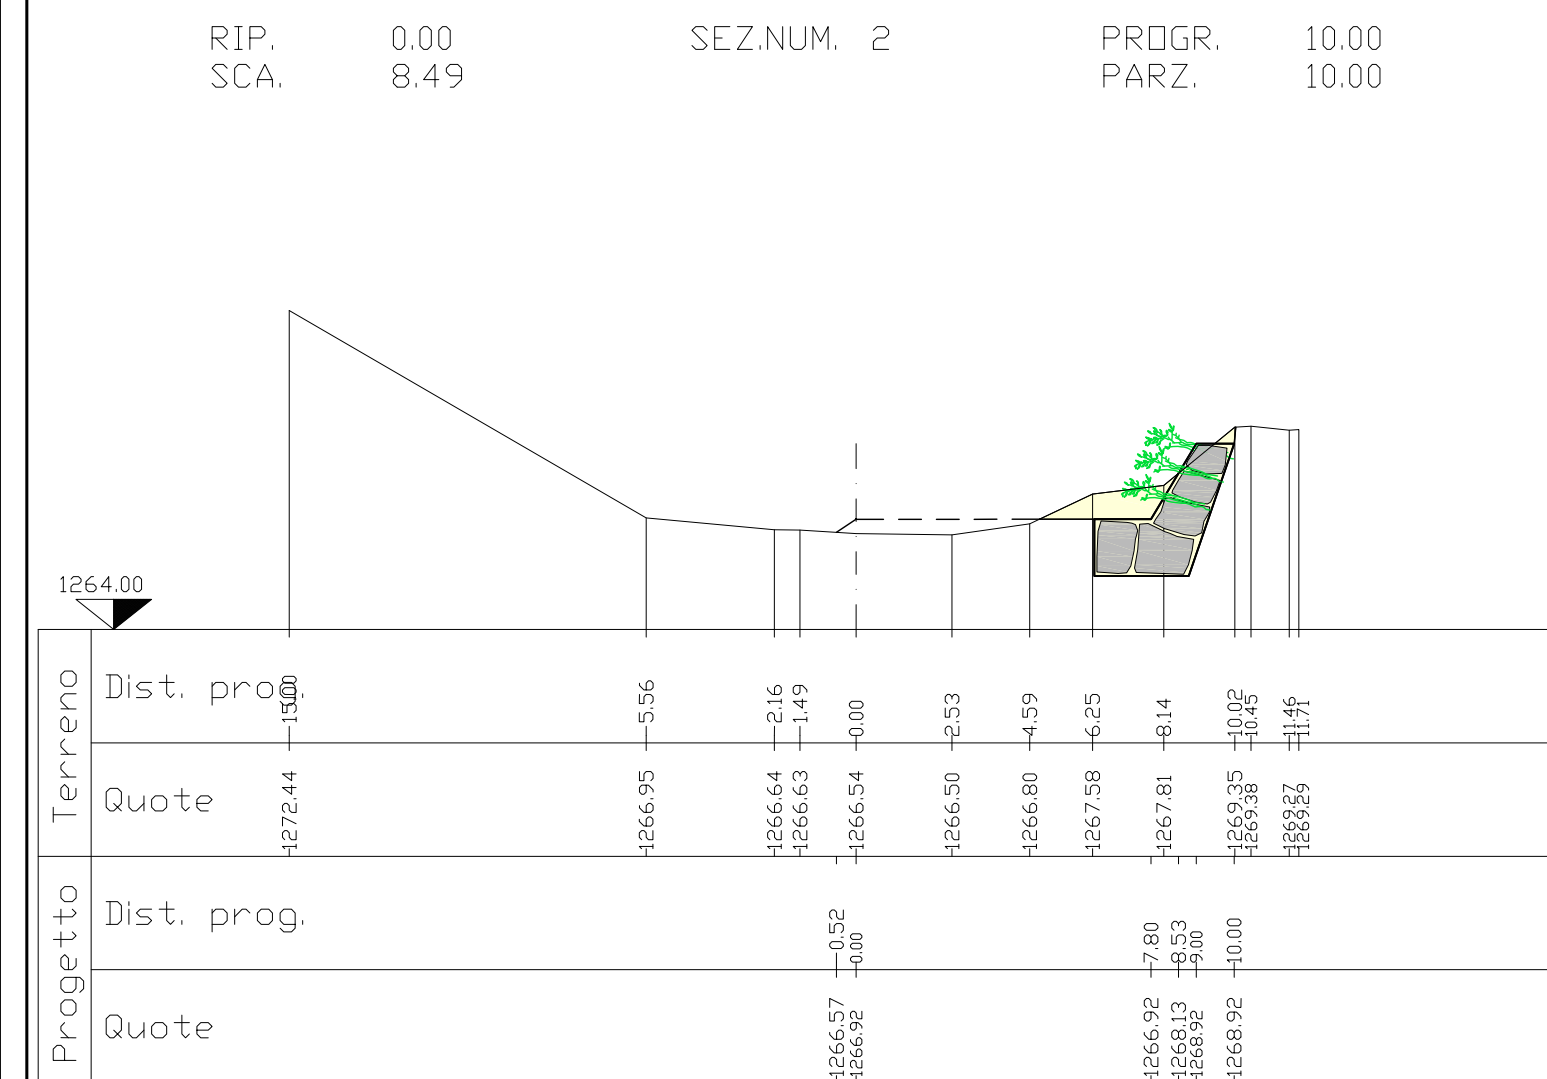 RIP. 0.00 SEZ.NUM. 2 PROGR. 10.00
SCA. 8.49 PARZ. 10.00
1264.00
Terreno
Dist. prog. -15.00 -5.56 -2.16 -1.49 0.00 2.53 4.59 6.25 8.14 10.02 10.45 11.46 11.71
Quote 1272.44 1266.95 1266.64 1266.63 1266.54 1266.50 1266.80 1267.58 1267.81 1269.35 1269.38 1269.27 1269.29
Progetto
Dist. prog. -0.52 0.00 7.80 8.53 9.00 10.00
Quote 1266.57 1266.92 1266.92 1268.13 1268.92 1268.92